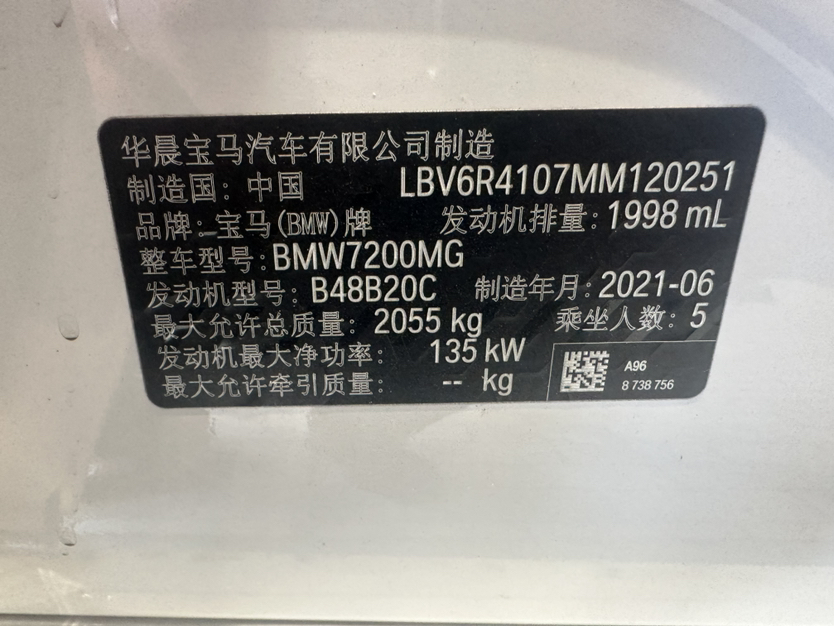 华晨宝马汽车有限公司制造
制造国: 中国 LBV6R4107MM120251
品牌: 宝马(BMW)牌 发动机排量: 1998 mL
整车型号: BMW7200MG
发动机型号: B48B20C 制造年月: 2021-06
最大允许总质量: 2055 kg 乘坐人数: 5
发动机最大净功率: 135 kW
最大允许牵引质量: -- kg
A96
8 738 756